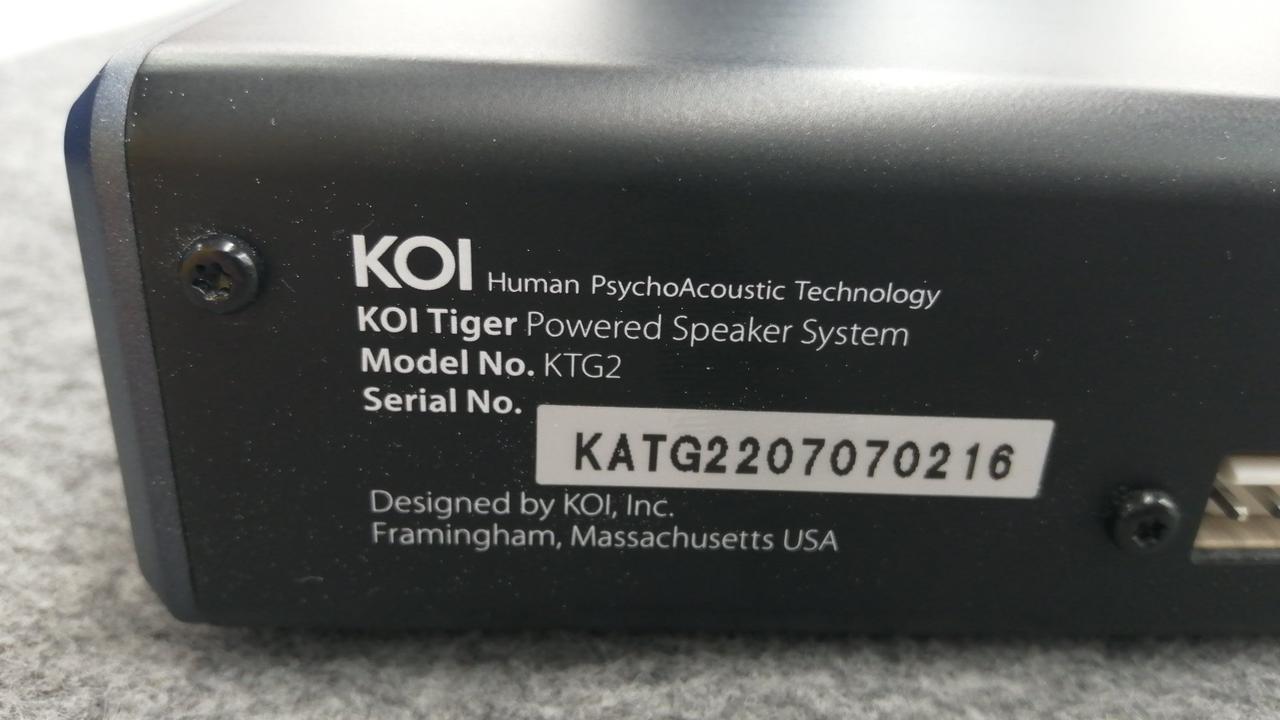 KOI Human PsychoAcoustic Technology
KOI Tiger Powered Speaker System
Model No. KTG2
Serial No.
KATG2207070216
Designed by KOI, Inc.
Framingham, Massachusetts USA